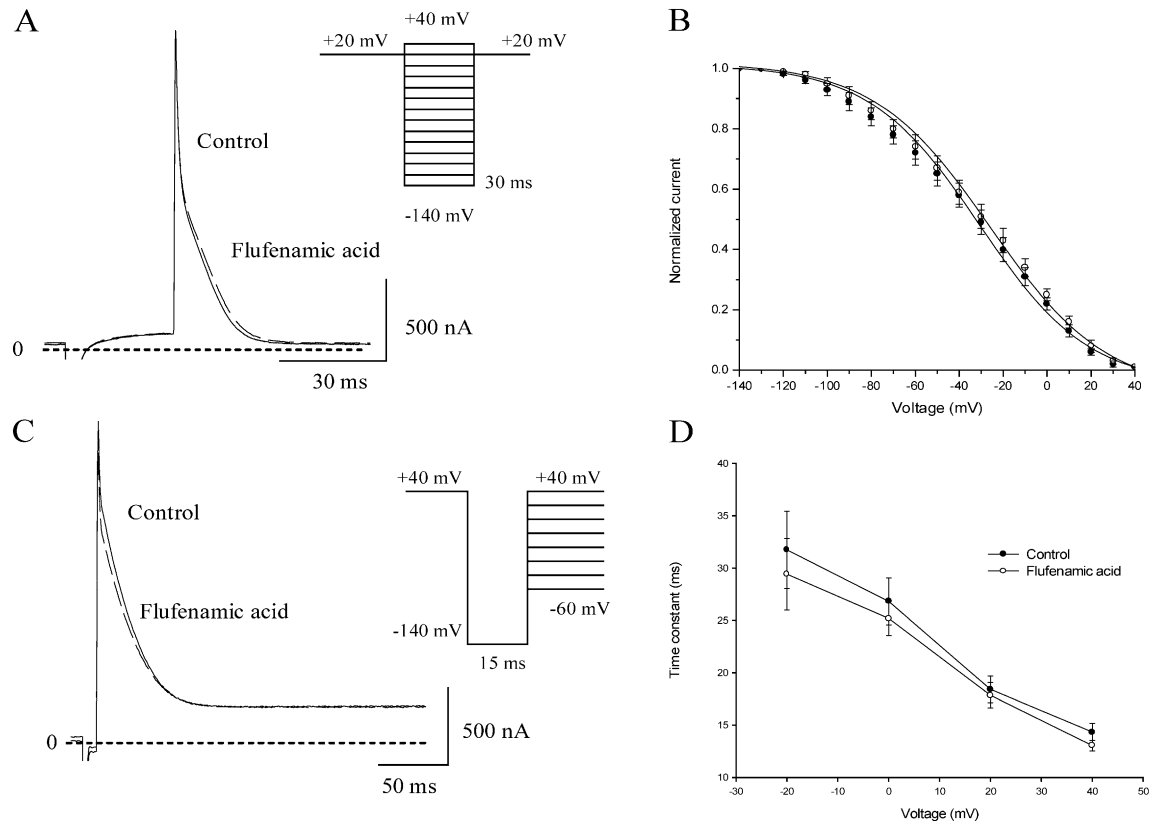 A
+40 mV
+20 mV
+20 mV
Control
30 ms
-140 mV
Flufenamic acid
500 nA
0
30 ms
B
Normalized current
1.0
0.8
0.6
0.4
0.2
0.0
-140 -120 -100 -80 -60 -40 -20 0 20 40
Voltage (mV)
C
+40 mV
+40 mV
Control
Flufenamic acid
-60 mV
-140 mV
15 ms
500 nA
0
50 ms
D
Time constant (ms)
40
35
30
25
20
15
10
Control
Flufenamic acid
-30 -20 -10 0 10 20 30 40 50
Voltage (mV)